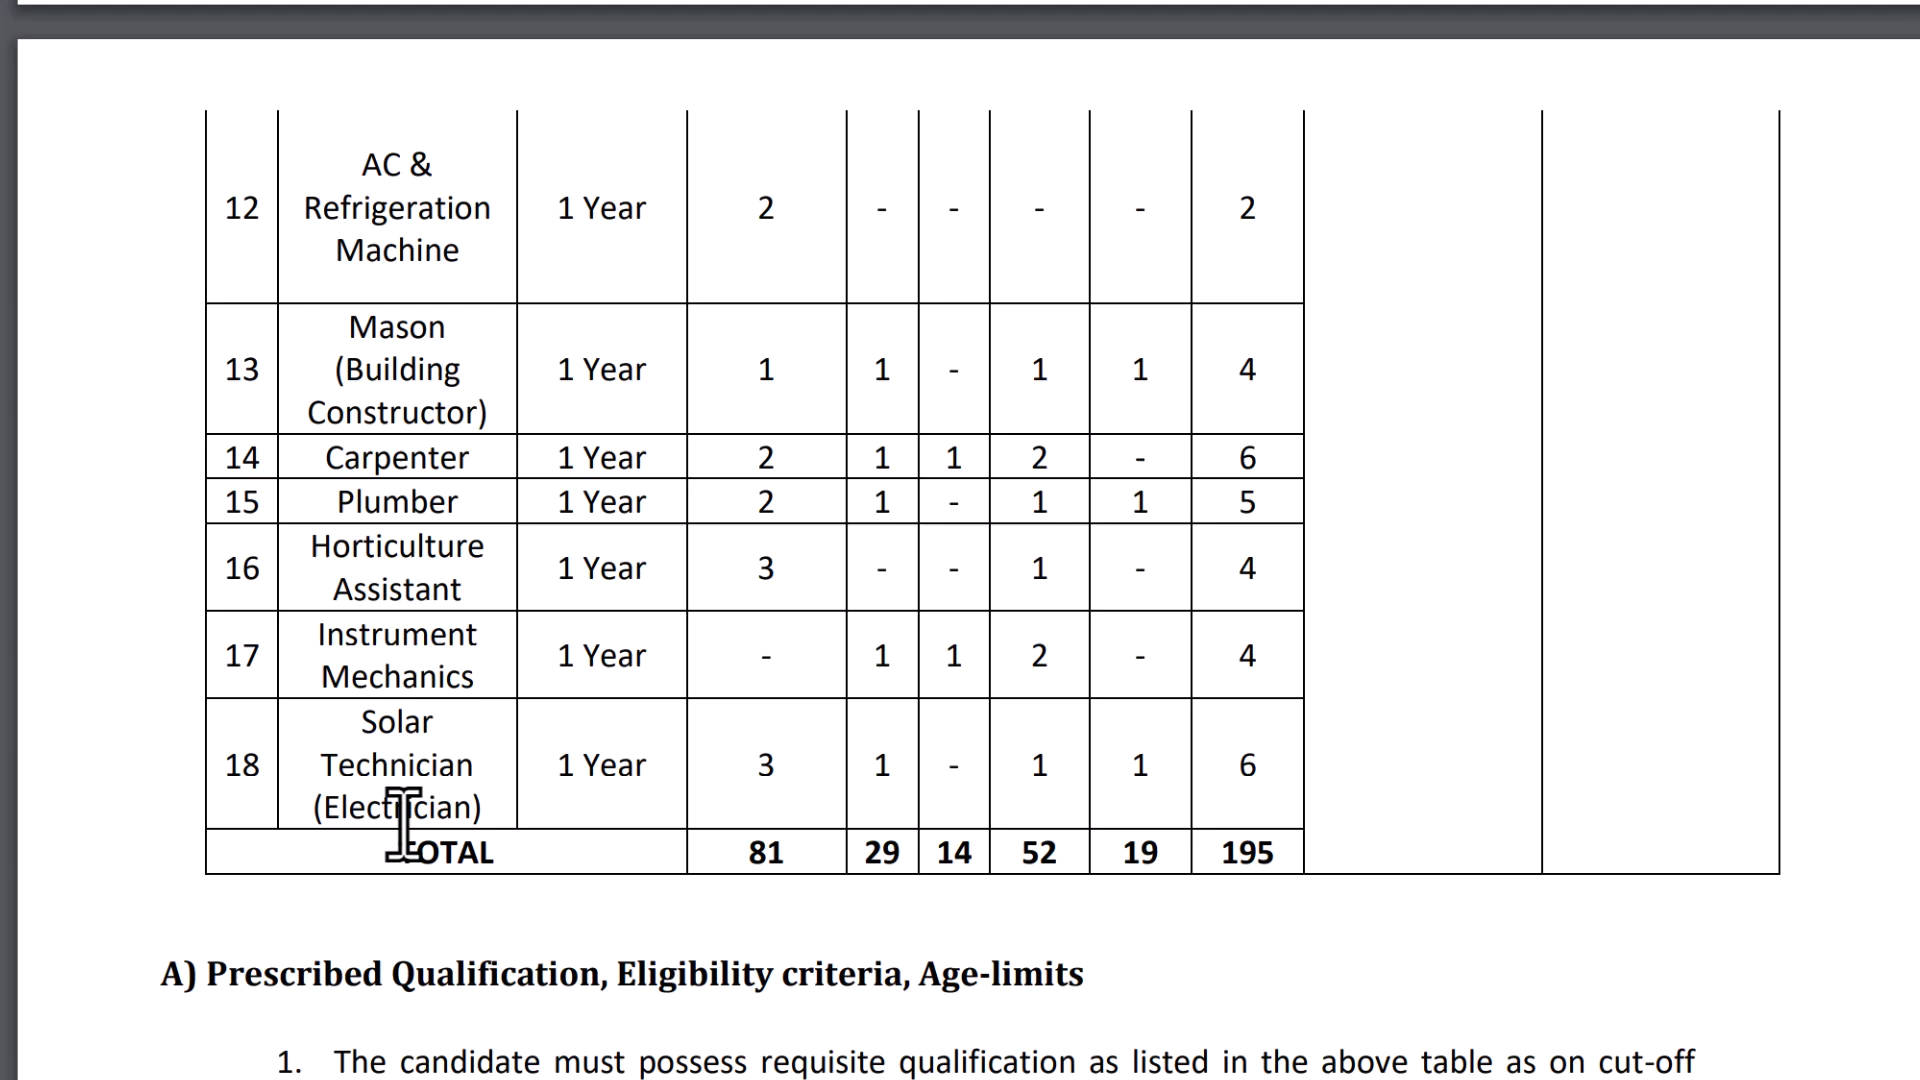 12 AC & Refrigeration Machine 1 Year 2 - - - - 2
13 Mason (Building Constructor) 1 Year 1 1 - 1 1 4
14 Carpenter 1 Year 2 1 1 2 - 6
15 Plumber 1 Year 2 1 - 1 1 5
16 Horticulture Assistant 1 Year 3 - - 1 - 4
17 Instrument Mechanics 1 Year - 1 1 2 - 4
18 Solar Technician (Electrician) 1 Year 3 1 - 1 1 6
TOTAL 81 29 14 52 19 195
A) Prescribed Qualification, Eligibility criteria, Age-limits
1. The candidate must possess requisite qualification as listed in the above table as on cut-off